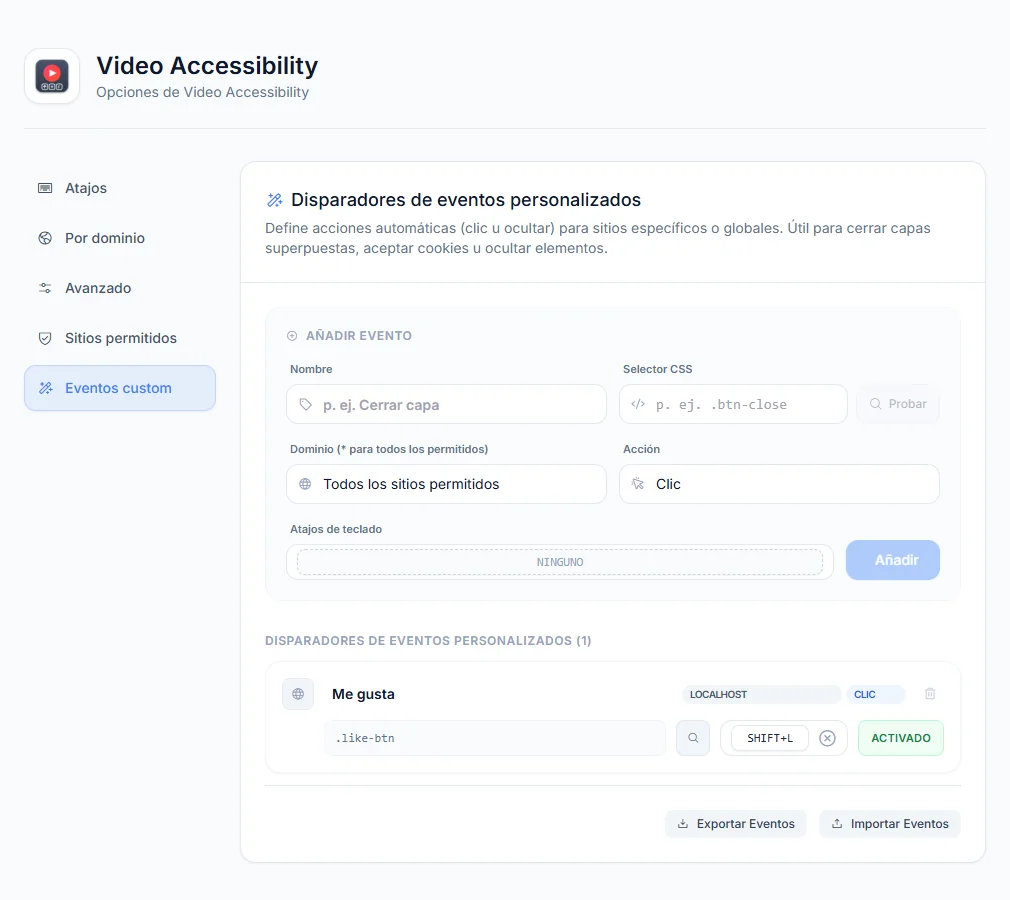 Video Accessibility
Opciones de Video Accessibility
Atajos
Por dominio
Avanzado
Sitios permitidos
Eventos custom
Disparadores de eventos personalizados
Define acciones automáticas (clic u ocultar) para sitios específicos o globales. Útil para cerrar capas
superpuestas, aceptar cookies u ocultar elementos.
AÑADIR EVENTO
Nombre
Selector CSS
p. ej. Cerrar capa
p. ej. .btn-close
Probar
Dominio (* para todos los permitidos)
Acción
Todos los sitios permitidos
Clic
Atajos de teclado
NINGUNO
Añadir
DISPARADORES DE EVENTOS PERSONALIZADOS (1)
Me gusta
LOCALHOST
CLIC
.like-btn
SHIFT+L
ACTIVADO
Exportar Eventos
Importar Eventos